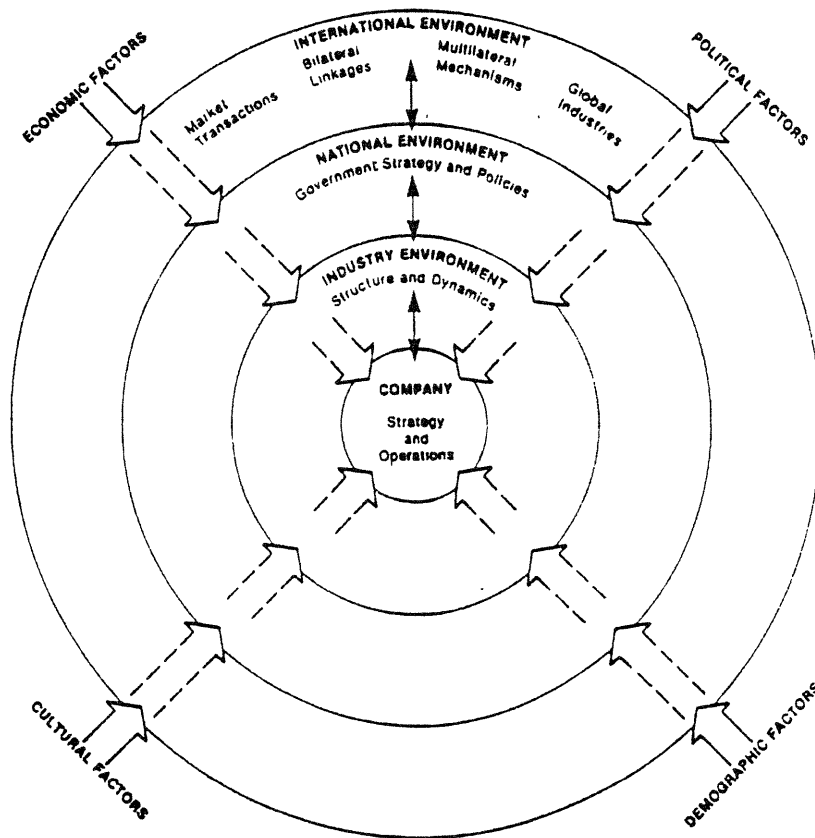 INTERNATIONAL ENVIRONMENT
Market
Transactions
Bilateral
Linkages
Multilateral
Mechanisms
Global
Industries
ECONOMIC FACTORS
POLITICAL FACTORS
NATIONAL ENVIRONMENT
Government Strategy and Policies
INDUSTRY ENVIRONMENT
Structure and Dynamics
COMPANY
Strategy
and
Operations
CULTURAL FACTORS
DEMOGRAPHIC FACTORS